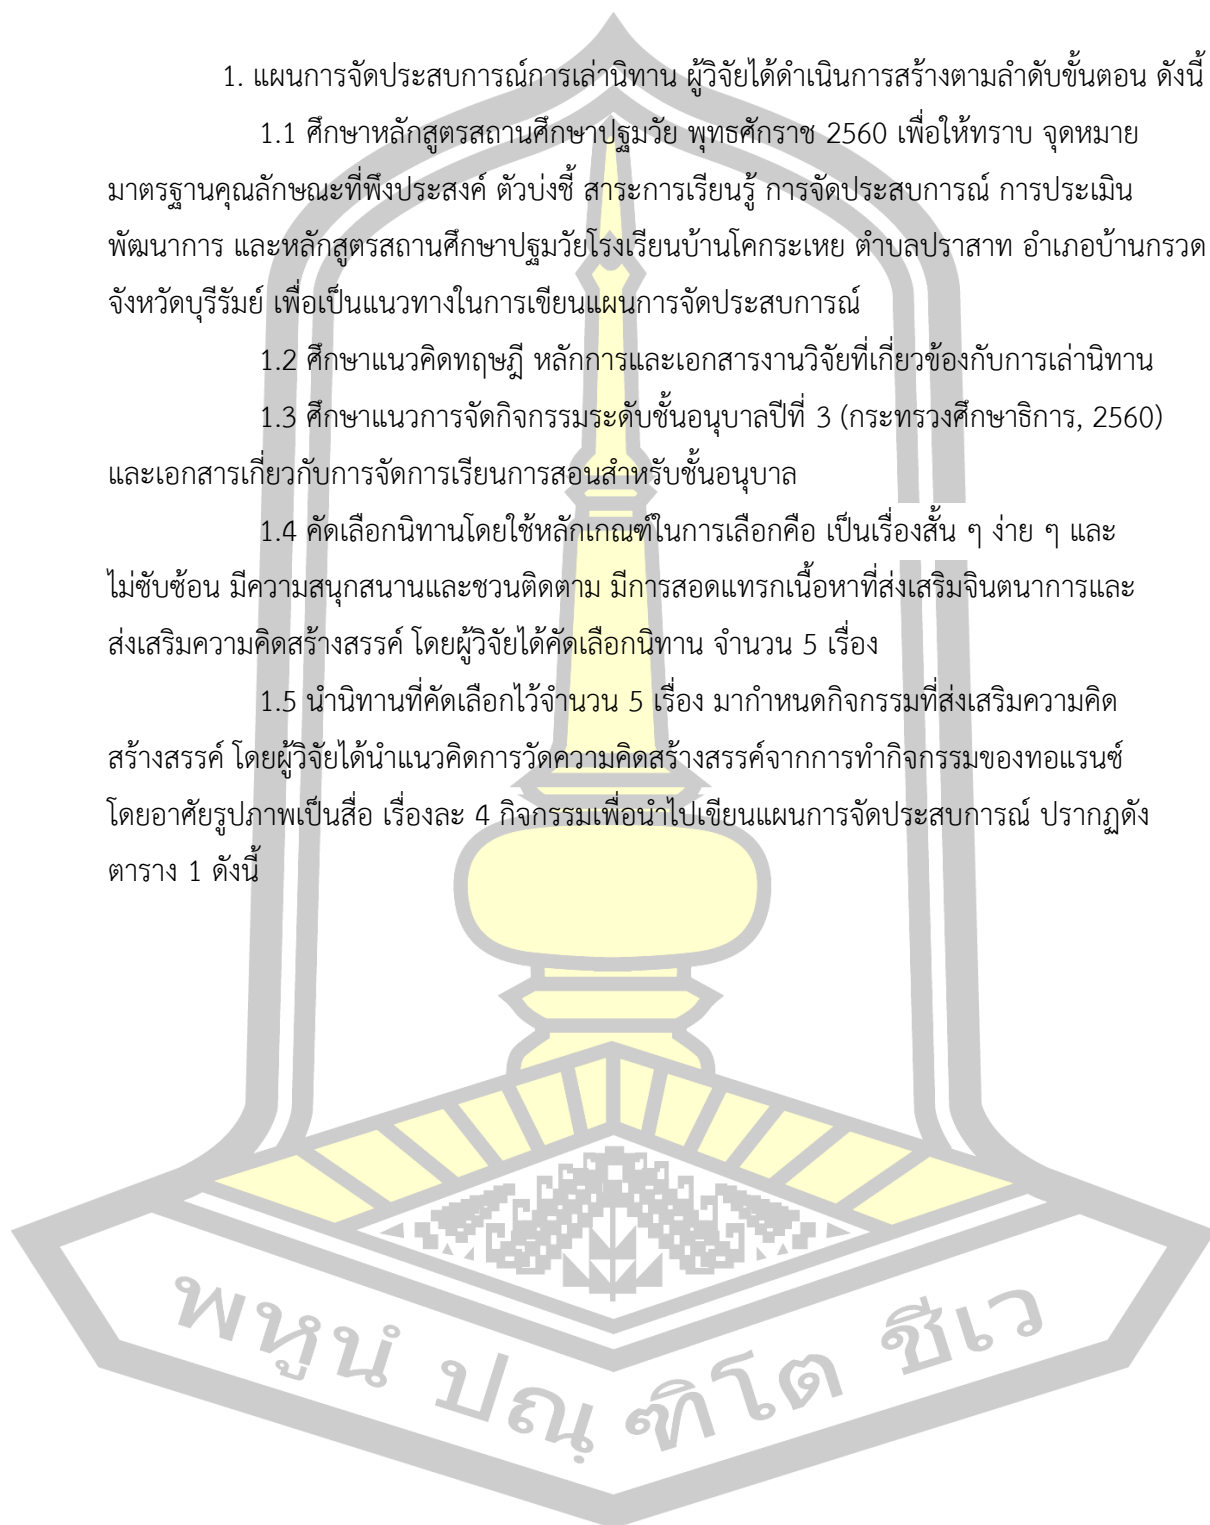 1. แผนการจัดประสบการณ์การเล่านิทาน ผู้วิจัยได้ดำเนินการสร้างตามลำดับขั้นตอน ดังนี้
1.1 ศึกษาหลักสูตรสถานศึกษาปฐมวัย พุทธศักราช 2560 เพื่อให้ทราบ จุดหมาย
มาตรฐานคุณลักษณะที่พึงประสงค์ ตัวบ่งชี้ สาระการเรียนรู้ การจัดประสบการณ์ การประเมิน
พัฒนาการ และหลักสูตรสถานศึกษาปฐมวัยโรงเรียนบ้านโคกระเหย ตำบลปราสาท อำเภอบ้านกรวด
จังหวัดบุรีรัมย์ เพื่อเป็นแนวทางในการเขียนแผนการจัดประสบการณ์
1.2 ศึกษาแนวคิดทฤษฎี หลักการและเอกสารงานวิจัยที่เกี่ยวข้องกับการเล่านิทาน
1.3 ศึกษาแนวการจัดกิจกรรมระดับชั้นอนุบาลปีที่ 3 (กระทรวงศึกษาธิการ, 2560)
และเอกสารเกี่ยวกับการจัดการเรียนการสอนสำหรับชั้นอนุบาล
1.4 คัดเลือกนิทานโดยใช้หลักเกณฑ์ในการเลือกคือ เป็นเรื่องสั้น ๆ ง่าย ๆ และ
ไม่ซับซ้อน มีความสนุกสนานและชวนติดตาม มีการสอดแทรกเนื้อหาที่ส่งเสริมจินตนาการและ
ส่งเสริมความคิดสร้างสรรค์ โดยผู้วิจัยได้คัดเลือกนิทาน จำนวน 5 เรื่อง
1.5 นำนิทานที่คัดเลือกไว้จำนวน 5 เรื่อง มากำหนดกิจกรรมที่ส่งเสริมความคิด
สร้างสรรค์ โดยผู้วิจัยได้นำแนวคิดการวัดความคิดสร้างสรรค์จากการทำกิจกรรมของทอแรนซ์
โดยอาศัยรูปภาพเป็นสื่อ เรื่องละ 4 กิจกรรมเพื่อนำไปเขียนแผนการจัดประสบการณ์ ปรากฏดัง
ตาราง 1 ดังนี้
พหูนํ ปณฺฑิโต ชีเว